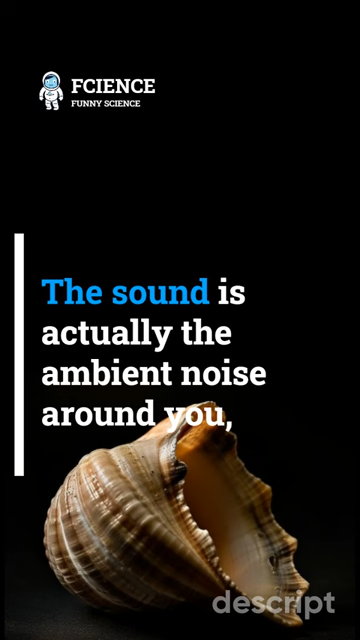 FCIENCE
FUNNY SCIENCE
The sound is
actually the
ambient noise
around you,
descript